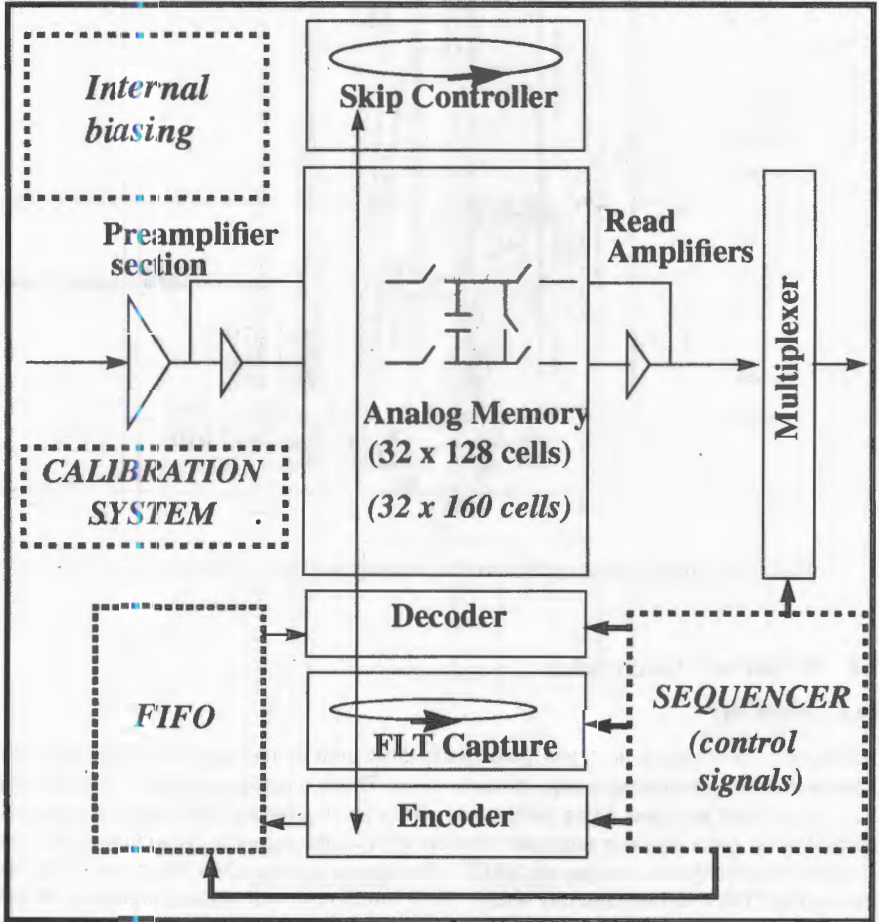 Internal
biasing
Skip Controller
Preamplifier
section
Read
Amplifiers
Multiplexer
Analog Memory
(32 x 128 cells)
(32 x 160 cells)
CALIBRATION
SYSTEM
Decoder
FIFO
FLT Capture
Encoder
SEQUENCER
(control
signals)